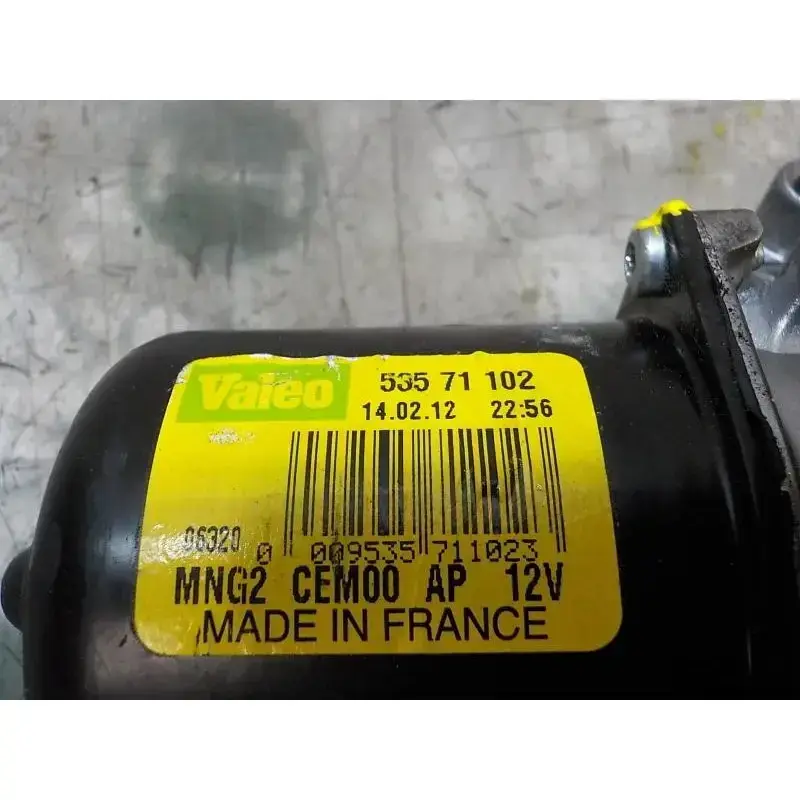 Valeo
535 71 102
14.02.12 22:56
06320
0 009535 711023
MNG2 CEM00 AP 12V
MADE IN FRANCE